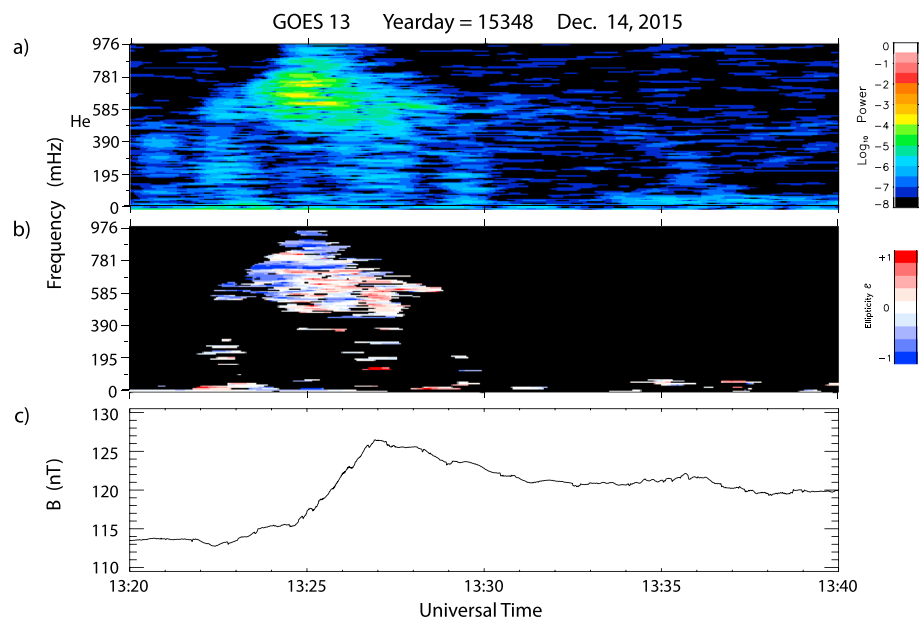 GOES 13 Yearday = 15348 Dec. 14, 2015
a)
976
781
585
He
390
195
0
Frequency (mHz)
0
-1
-2
-3
-4
-5
-6
-7
-8
Log₁₀ Power
b)
976
781
585
390
195
0
+1
0
-1
Ellipticity ε
c)
130
125
120
115
110
B (nT)
13:20 13:25 13:30 13:35 13:40
Universal Time